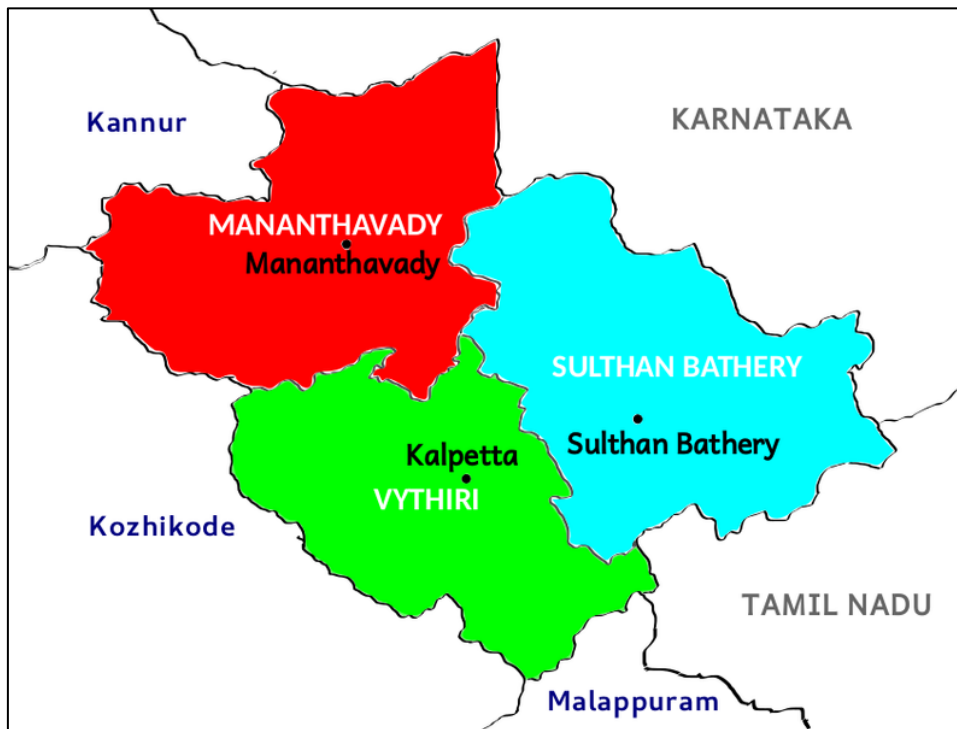 Kannur
KARNATAKA
MANANTHAVADY
Mananthavady
SULTHAN BATHERY
Sulthan Bathery
Kalpetta
VYTHIRI
Kozhikode
TAMIL NADU
Malappuram